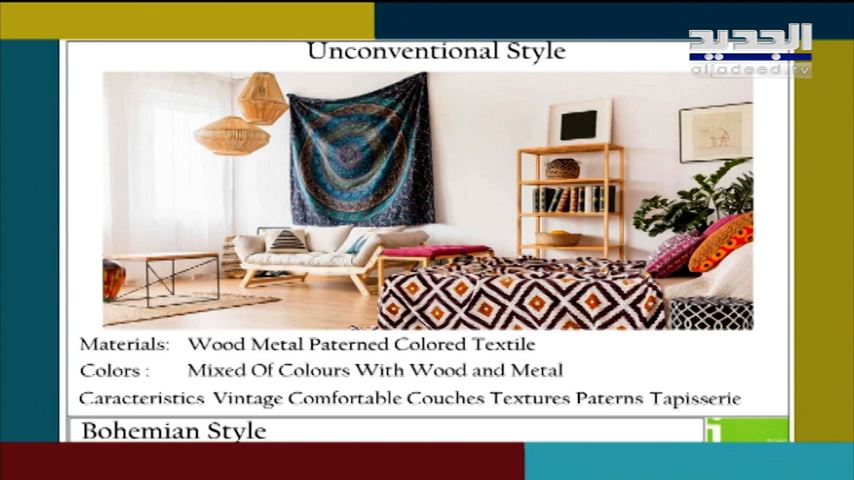 Unconventional Style
الجديد
aljadeed.tv
Materials: Wood Metal Paterned Colored Textile
Colors : Mixed Of Colours With Wood and Metal
Caracteristics Vintage Comfortable Couches Textures Paterns Tapisserie
Bohemian Style